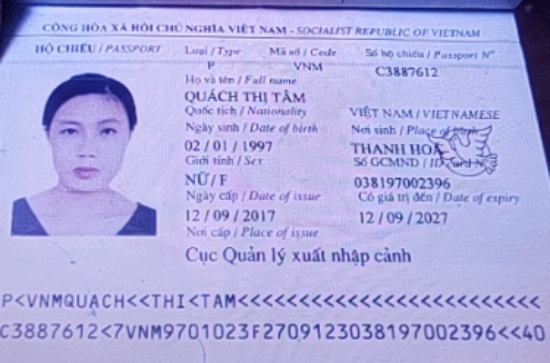 CỘNG HÒA XÃ HỘI CHỦ NGHĨA VIỆT NAM - SOCIALIST REPUBLIC OF VIETNAM
HỘ CHIẾU / PASSPORT Loại / Type Mã số / Code Số hộ chiếu / Passport Nº
P VNM C3887612
Họ và tên / Full name
QUÁCH THỊ TÂM
Quốc tịch / Nationality VIỆT NAM / VIETNAMESE
Ngày sinh / Date of birth Nơi sinh / Place of birth
02 / 01 / 1997 THANH HOÁ
Giới tính / Sex Số GCMND / ID Card Nº
NỮ / F 038197002396
Ngày cấp / Date of issue Có giá trị đến / Date of expiry
12 / 09 / 2017 12 / 09 / 2027
Nơi cấp / Place of issue
Cục Quản lý xuất nhập cảnh
P<VNMQUACH<<THI<TAM<<<<<<<<<<<<<<<<<<<<<<<<<
C3887612<7VNM9701023F2709123038197002396<<40